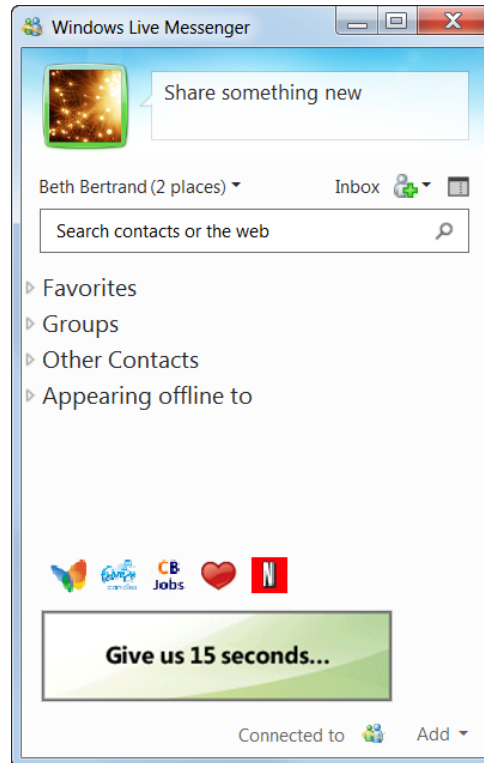 Windows Live Messenger
Share something new
Beth Bertrand (2 places)
Inbox
Search contacts or the web
Favorites
Groups
Other Contacts
Appearing offline to
CB
Jobs
N
Give us 15 seconds...
Connected to
Add